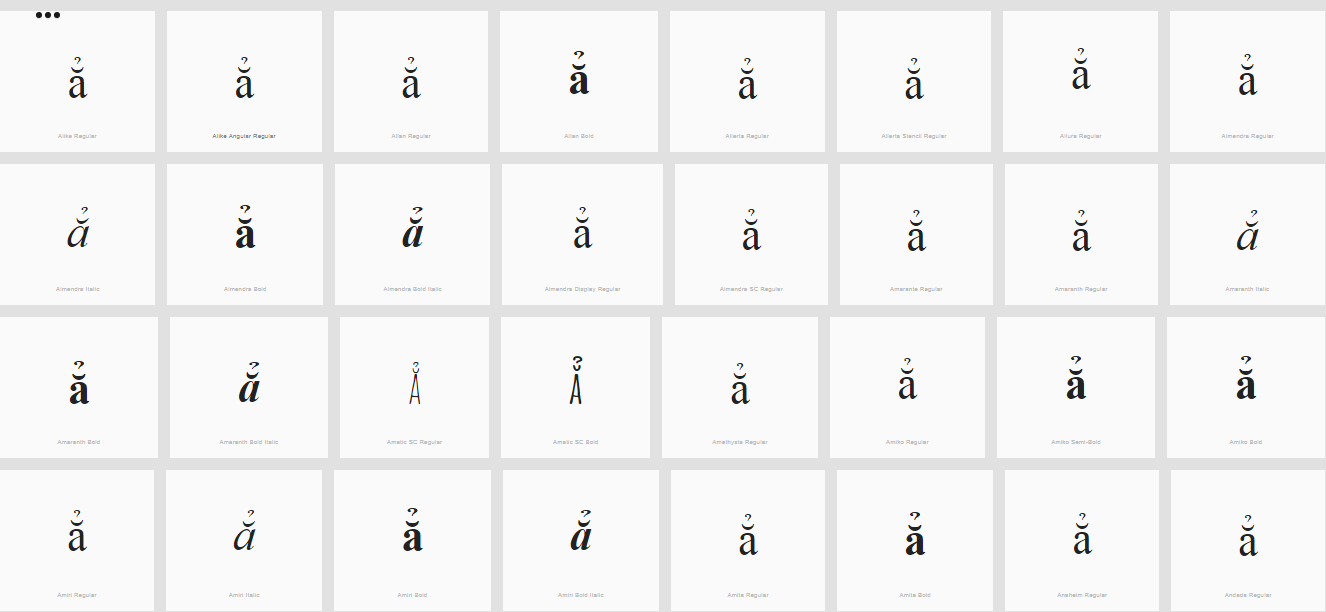 ẳ ẳ ẳ ẳ ẳ ẳ ẳ ẳ
Alike Regular Alike Angular Regular Allan Regular Allan Bold Allerta Regular Allerta Stencil Regular Allura Regular Almendra Regular
ẳ ẳ ẳ ẳ ẳ ẳ ẳ ẳ
Almendra Italic Almendra Bold Almendra Bold Italic Almendra Display Regular Almendra SC Regular Amarante Regular Amaranth Regular Amaranth Italic
ẳ ẳ Ẳ Ẳ ẳ ẳ ẳ ẳ
Amaranth Bold Amaranth Bold Italic Amatic SC Regular Amatic SC Bold Amethysta Regular Amiko Regular Amiko Semi-Bold Amiko Bold
ẳ ẳ ẳ ẳ ẳ ẳ ẳ ẳ
Amiri Regular Amiri Italic Amiri Bold Amiri Bold Italic Amita Regular Amita Bold Anaheim Regular Andada Regular